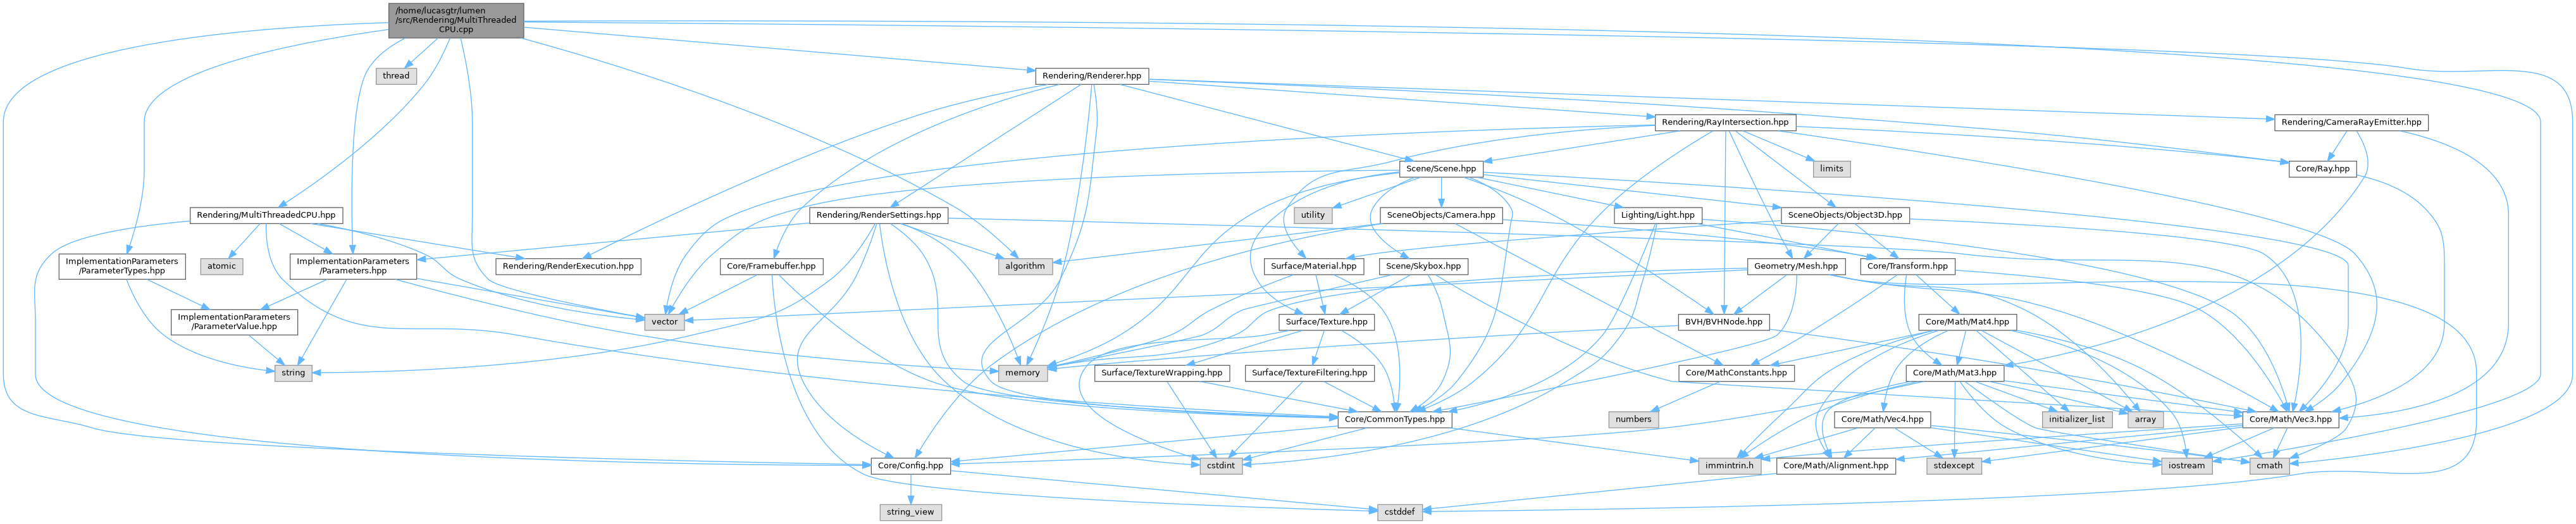 /home/lucasgtr/lumen
/src/Rendering/MultiThreaded
CPU.cpp
thread
Rendering/Renderer.hpp
Rendering/RayIntersection.hpp
Rendering/CameraRayEmitter.hpp
Scene/Scene.hpp
limits
Core/Ray.hpp
Rendering/MultiThreadedCPU.hpp
Rendering/RenderSettings.hpp
utility
SceneObjects/Camera.hpp
Lighting/Light.hpp
SceneObjects/Object3D.hpp
ImplementationParameters
/ParameterTypes.hpp
atomic
ImplementationParameters
/Parameters.hpp
Rendering/RenderExecution.hpp
Core/Framebuffer.hpp
algorithm
Surface/Material.hpp
Scene/Skybox.hpp
Geometry/Mesh.hpp
Core/Transform.hpp
ImplementationParameters
/ParameterValue.hpp
vector
Surface/Texture.hpp
BVH/BVHNode.hpp
Core/Math/Mat4.hpp
string
memory
Surface/TextureWrapping.hpp
Surface/TextureFiltering.hpp
Core/MathConstants.hpp
Core/Math/Mat3.hpp
Core/CommonTypes.hpp
numbers
Core/Math/Vec4.hpp
initializer_list
array
Core/Math/Vec3.hpp
Core/Config.hpp
cstdint
immintrin.h
Core/Math/Alignment.hpp
stdexcept
iostream
cmath
string_view
cstddef